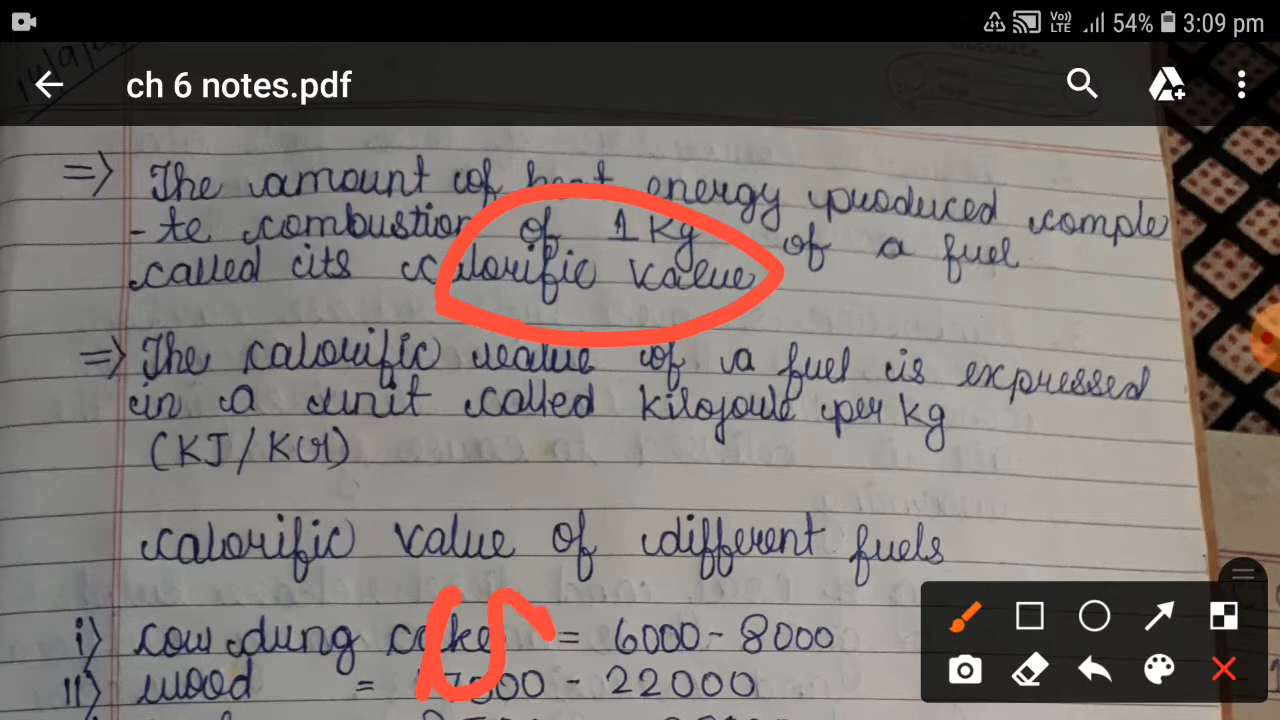 54% 3:09 pm
ch 6 notes.pdf
=> The amount of heat energy produced comple
-te combustion of 1 Kg of a fuel
called its calorific value
=> The calorific value of a fuel is expressed
in a unit called kilojoule per kg
(KJ/KG)
calorific value of different fuels
i) cow dung cake = 6000 - 8000
ii) wood = 17000 - 22000